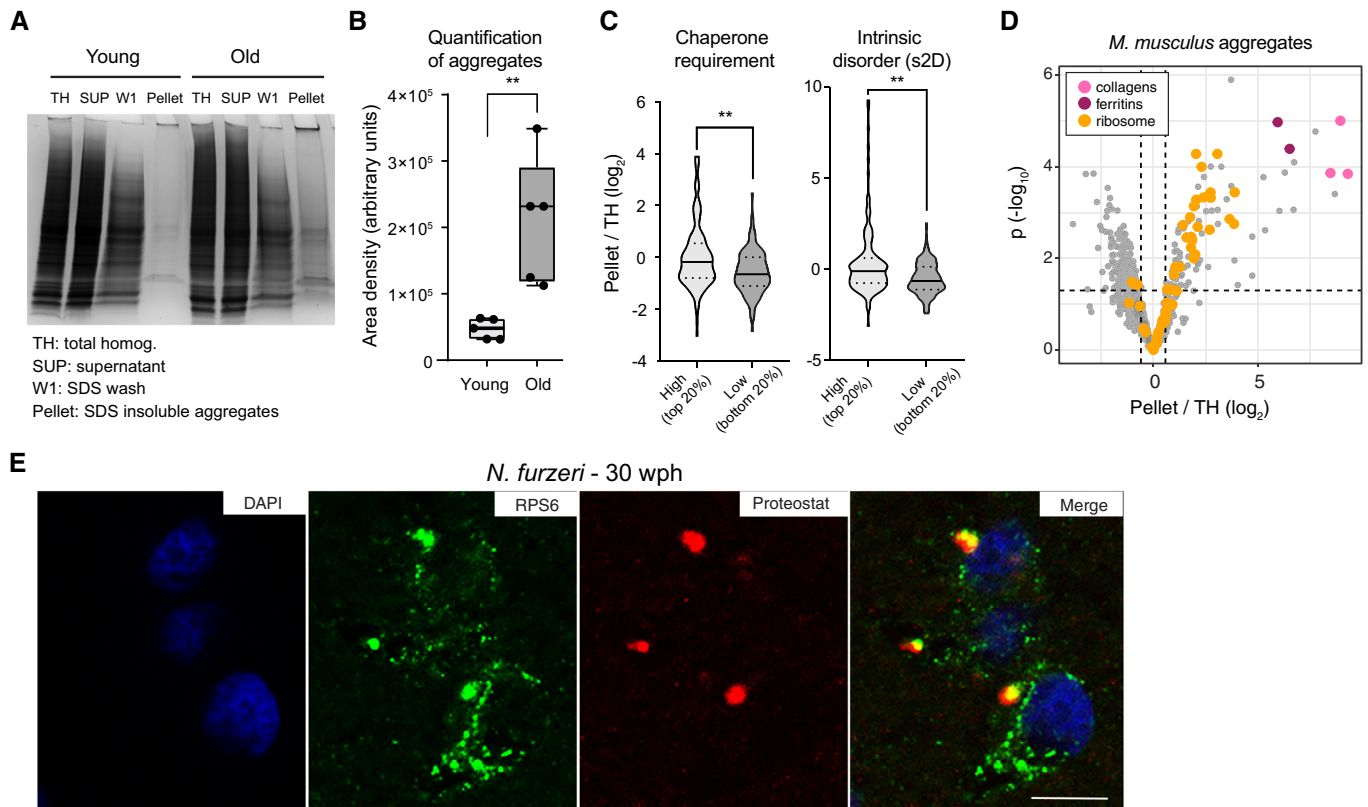 A
Young Old
TH SUP W1 Pellet TH SUP W1 Pellet
TH: total homog.
SUP: supernatant
W1: SDS wash
Pellet: SDS insoluble aggregates
B
Quantification
of aggregates
**
Area density (arbitrary units)
4×10⁵
3×10⁵
2×10⁵
1×10⁵
0
Young Old
C
Chaperone
requirement
**
Pellet / TH (log₂)
6
4
2
0
-2
-4
High
(top 20%)
Low
(bottom 20%)
Intrinsic
disorder (s2D)
**
10
5
0
-5
High
(top 20%)
Low
(bottom 20%)
D
M. musculus aggregates
collagens
ferritins
ribosome
p (-log₁₀)
6
4
2
0
0 5
Pellet / TH (log₂)
E
N. furzeri - 30 wph
DAPI RPS6 Proteostat Merge